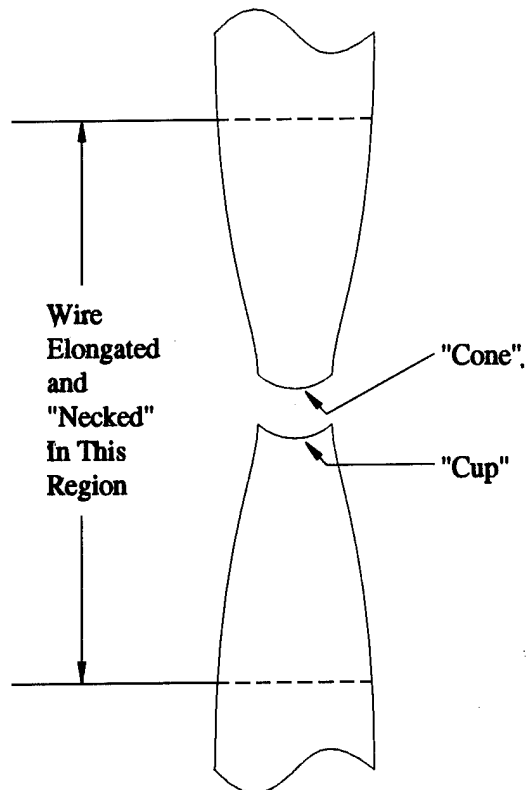 Wire
Elongated
and
"Necked"
In This
Region
"Cone".
"Cup"